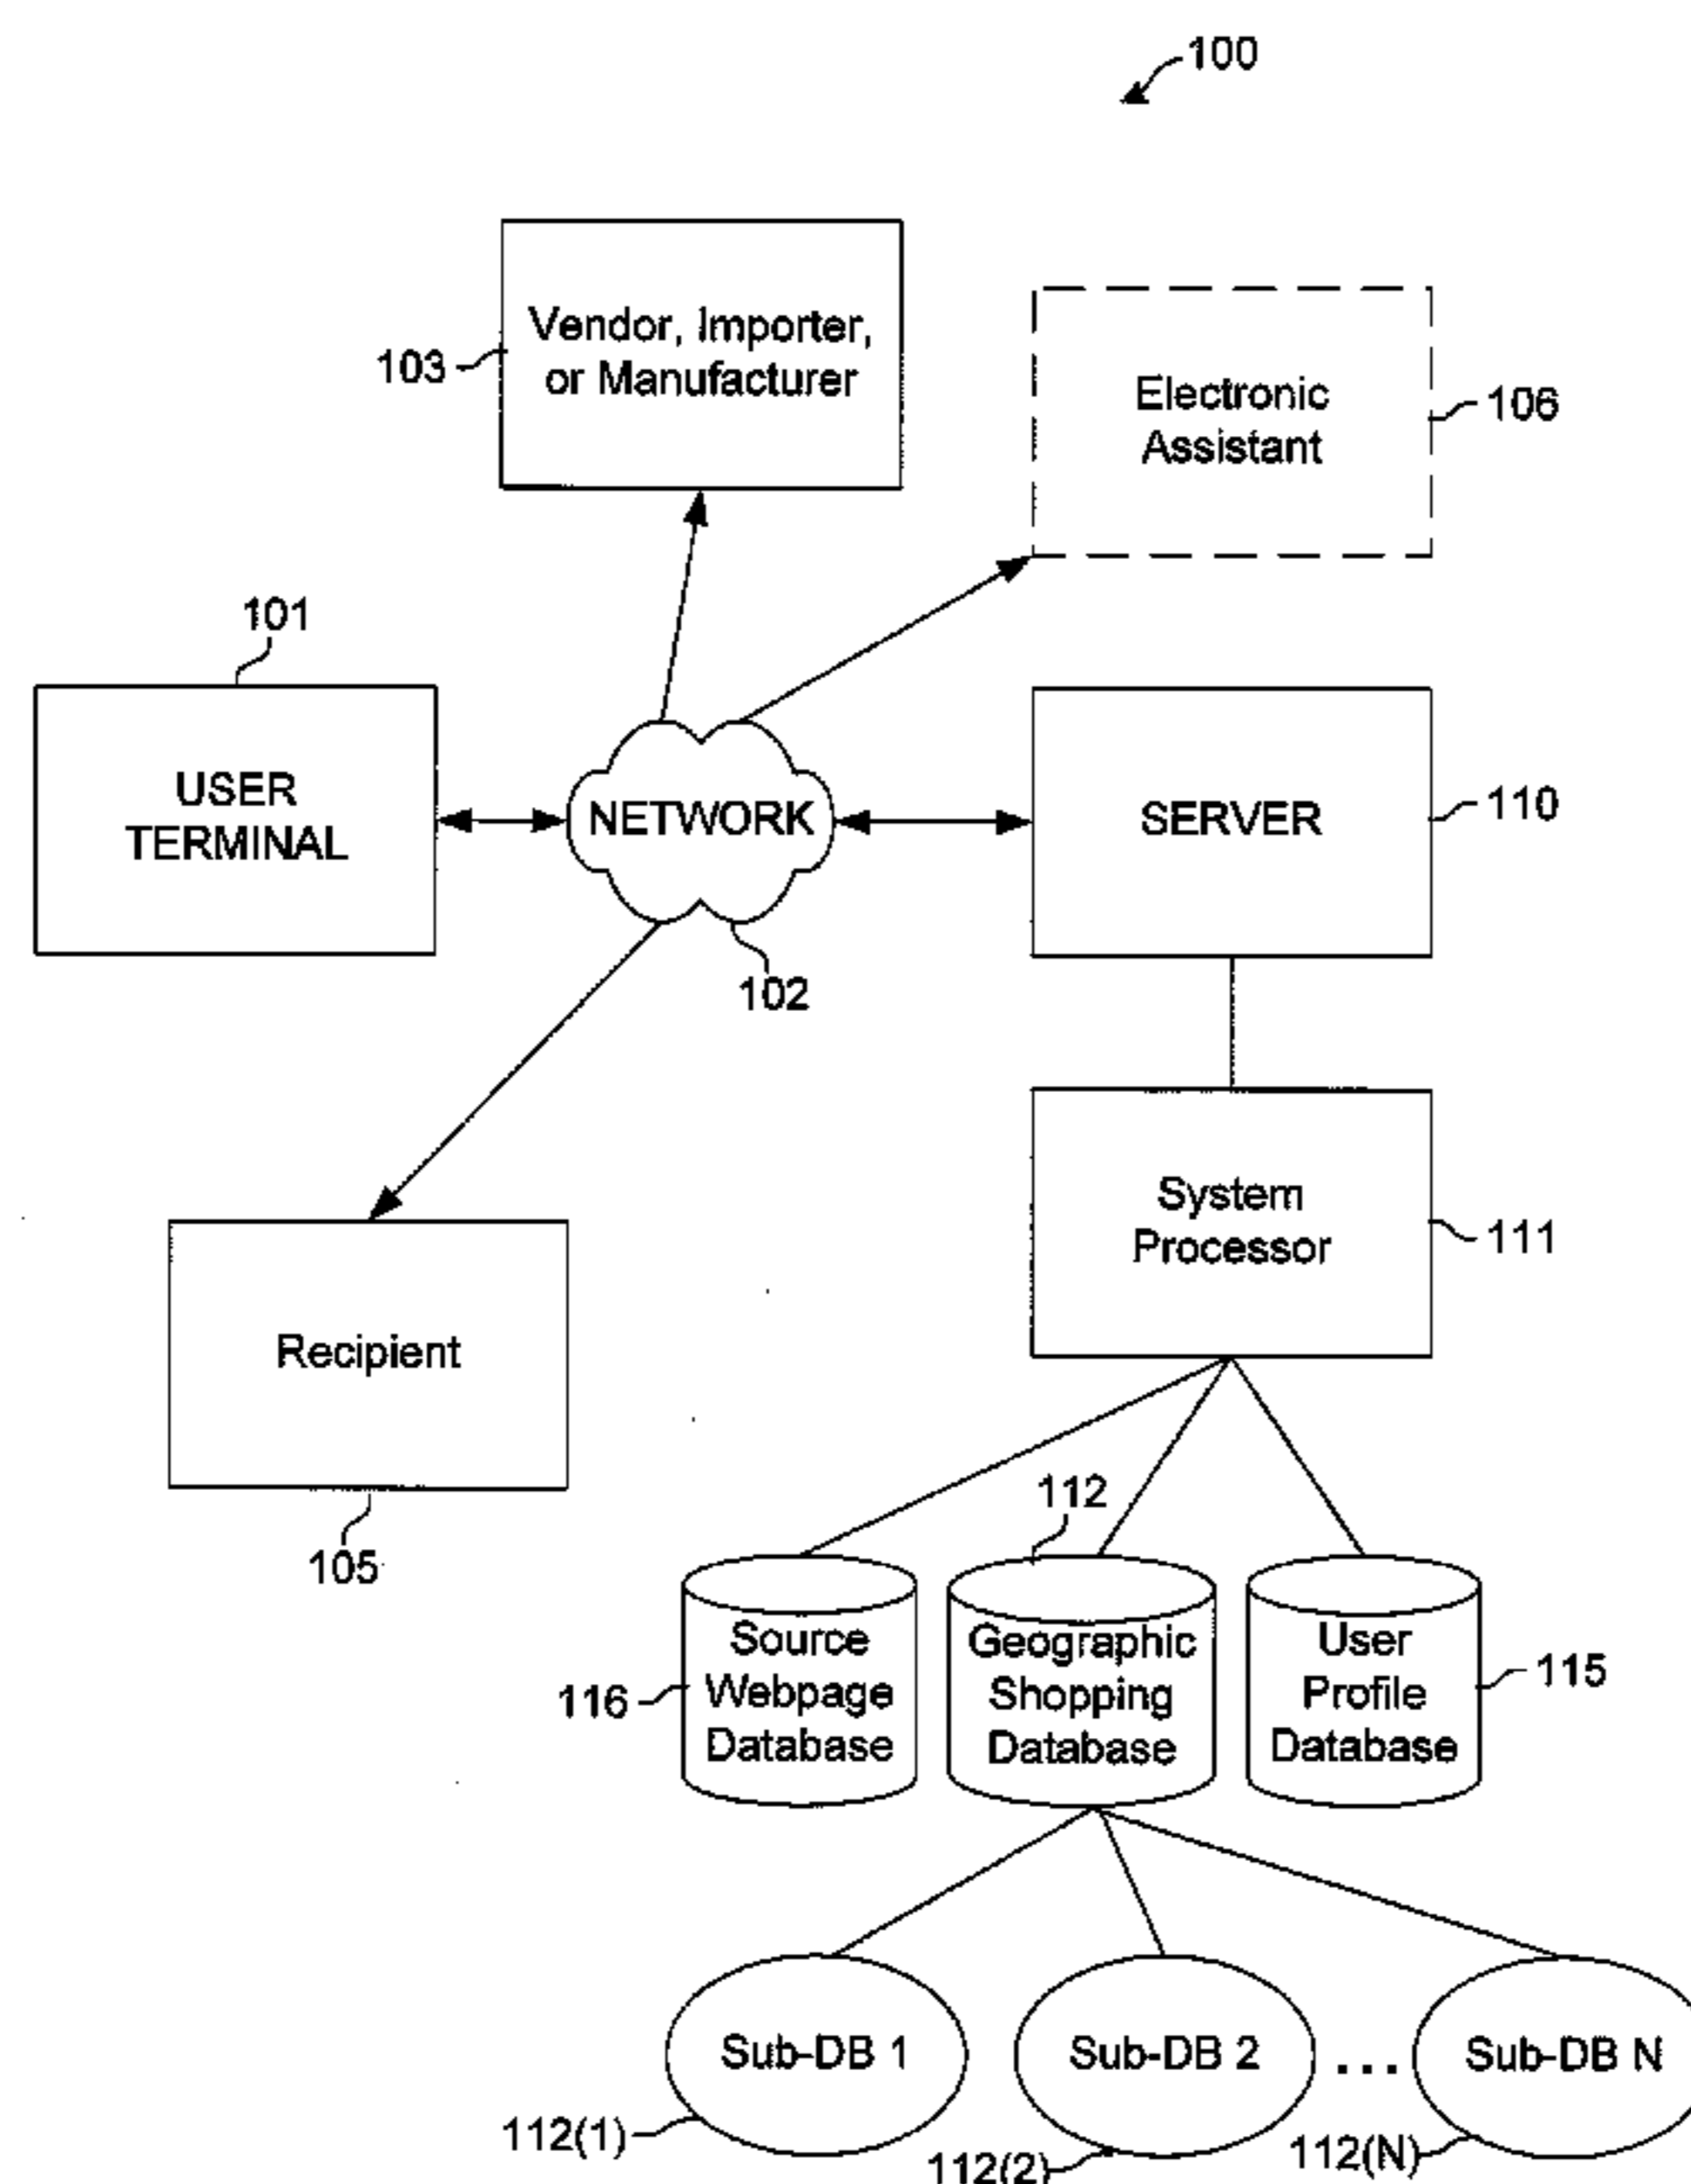 100
Vendor, Importer,
or Manufacturer
103
Electronic
Assistant
106
101
USER
TERMINAL
NETWORK
SERVER
110
102
System
Processor
111
Recipient
105
112
Source
Webpage
Database
116
Geographic
Shopping
Database
User
Profile
Database
115
Sub-DB 1
Sub-DB 2
...
Sub-DB N
112(1)
112(2)
112(N)